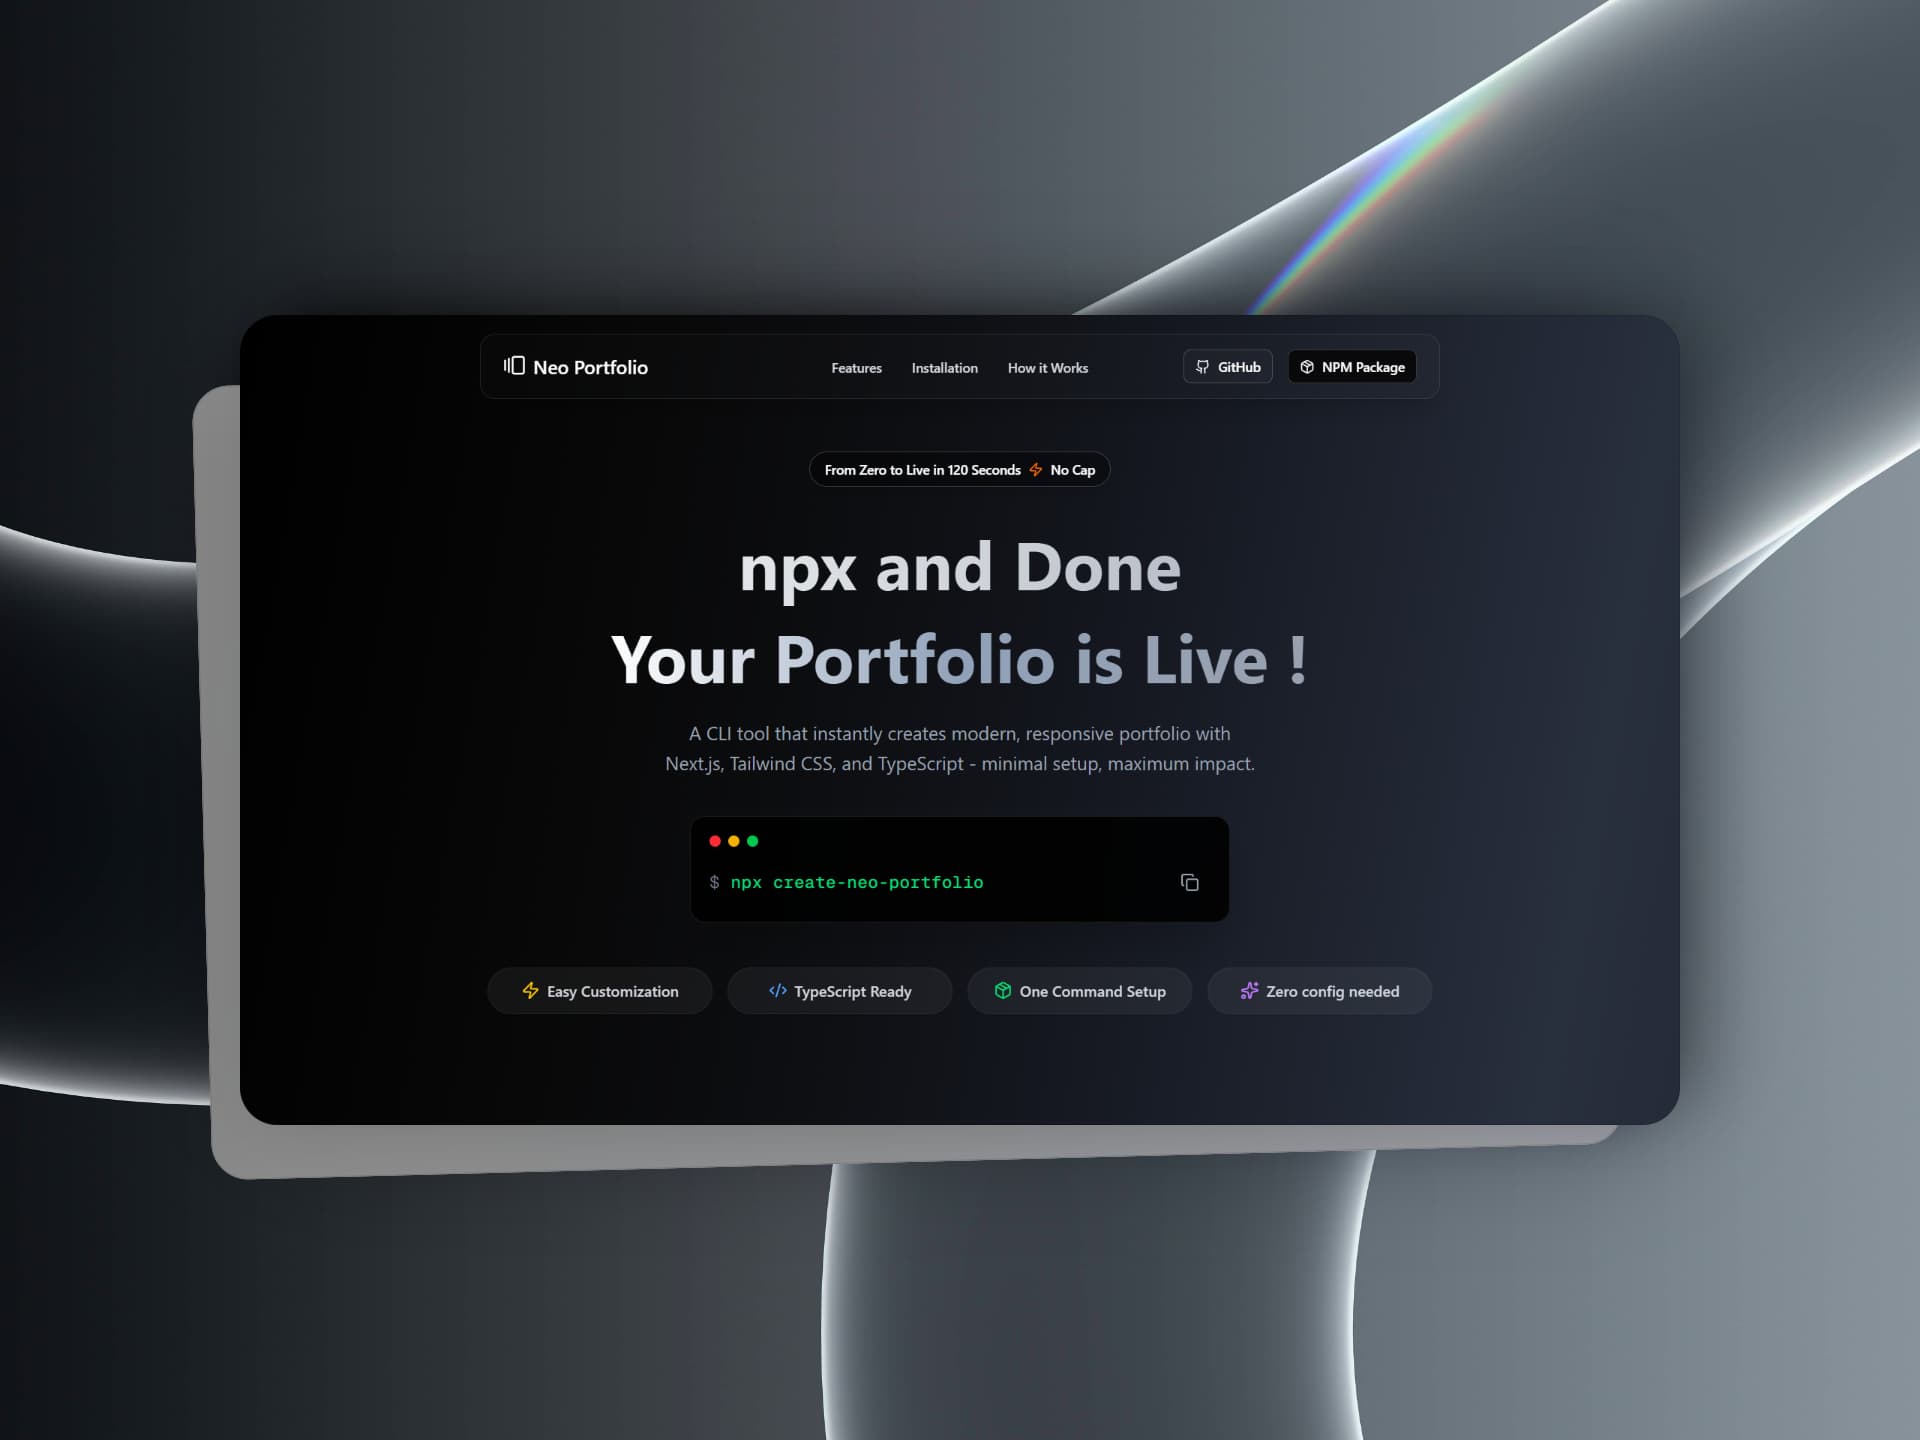 Neo Portfolio
Features
Installation
How it Works
GitHub
NPM Package
From Zero to Live in 120 Seconds No Cap
npx and Done
Your Portfolio is Live !
A CLI tool that instantly creates modern, responsive portfolio with
Next.js, Tailwind CSS, and TypeScript - minimal setup, maximum impact.
$ npx create-neo-portfolio
Easy Customization
TypeScript Ready
One Command Setup
Zero config needed